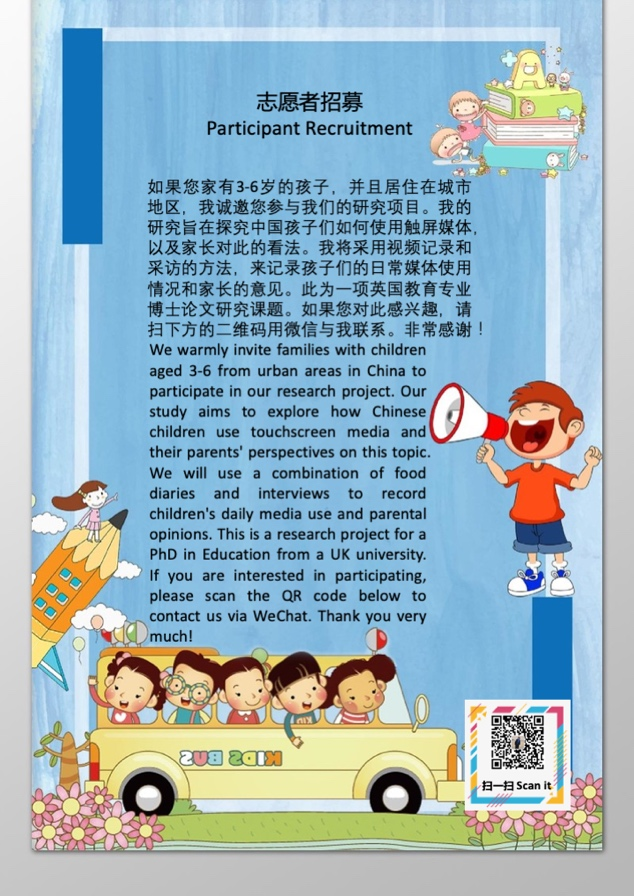 志愿者招募
Participant Recruitment
如果您家有3-6岁的孩子，并且居住在城市
地区，我诚邀您参与我们的研究项目。我的
研究旨在探究中国孩子们如何使用触屏媒体，
以及家长对此的看法。我将采用视频记录和
采访的方法，来记录孩子们的日常媒体使用
情况和家长的意见。此为一项英国教育专业
博士论文研究课题。如果您对此感兴趣，请
扫下方的二维码用微信与我联系。非常感谢！
We warmly invite families with children
aged 3-6 from urban areas in China to
participate in our research project. Our
study aims to explore how Chinese
children use touchscreen media and
their parents' perspectives on this topic.
We will use a combination of food
diaries and interviews to record
children's daily media use and parental
opinions. This is a research project for a
PhD in Education from a UK university.
If you are interested in participating,
please scan the QR code below to
contact us via WeChat. Thank you very
much!
KIDS BUS
扫一扫 Scan it